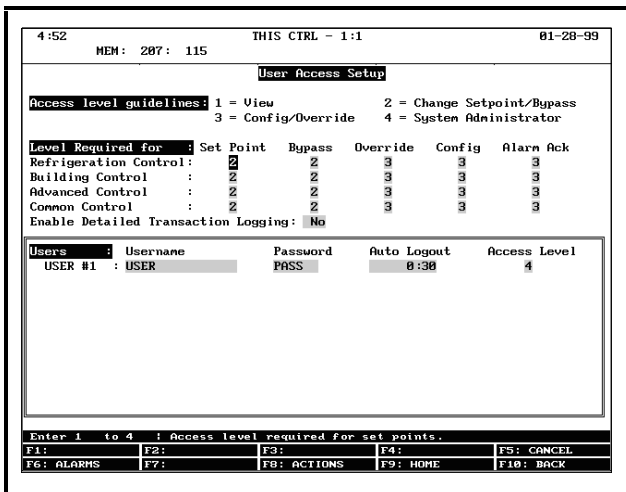 4:52 THIS CTRL - 1:1 01-28-99
MEM: 207: 115
User Access Setup
Access level guidelines: 1 = View 2 = Change Setpoint/Bypass
3 = Config/Override 4 = System Administrator
Level Required for : Set Point Bypass Override Config Alarm Ack
Refrigeration Control: 2 2 3 3 3
Building Control : 2 2 3 3 3
Advanced Control : 2 2 3 3 3
Common Control : 2 2 3 3 3
Enable Detailed Transaction Logging: No
Users : Username Password Auto Logout Access Level
USER #1 : USER PASS 0:30 4
Enter 1 to 4 : Access level required for set points.
F1: F2: F3: F4: F5: CANCEL
F6: ALARMS F7: F8: ACTIONS F9: HOME F10: BACK